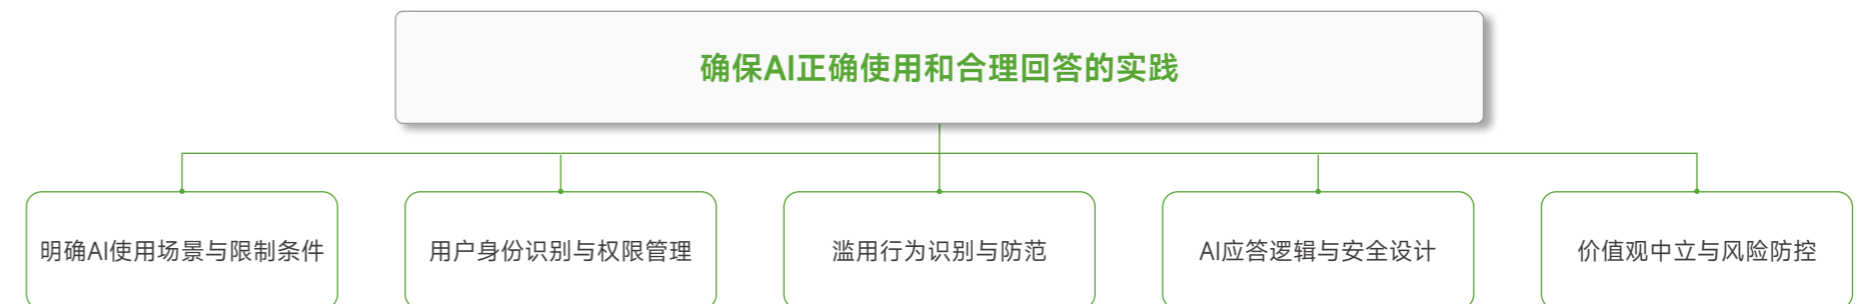 确保AI正确使用和合理回答的实践
明确AI使用场景与限制条件
用户身份识别与权限管理
滥用行为识别与防范
AI应答逻辑与安全设计
价值观中立与风险防控